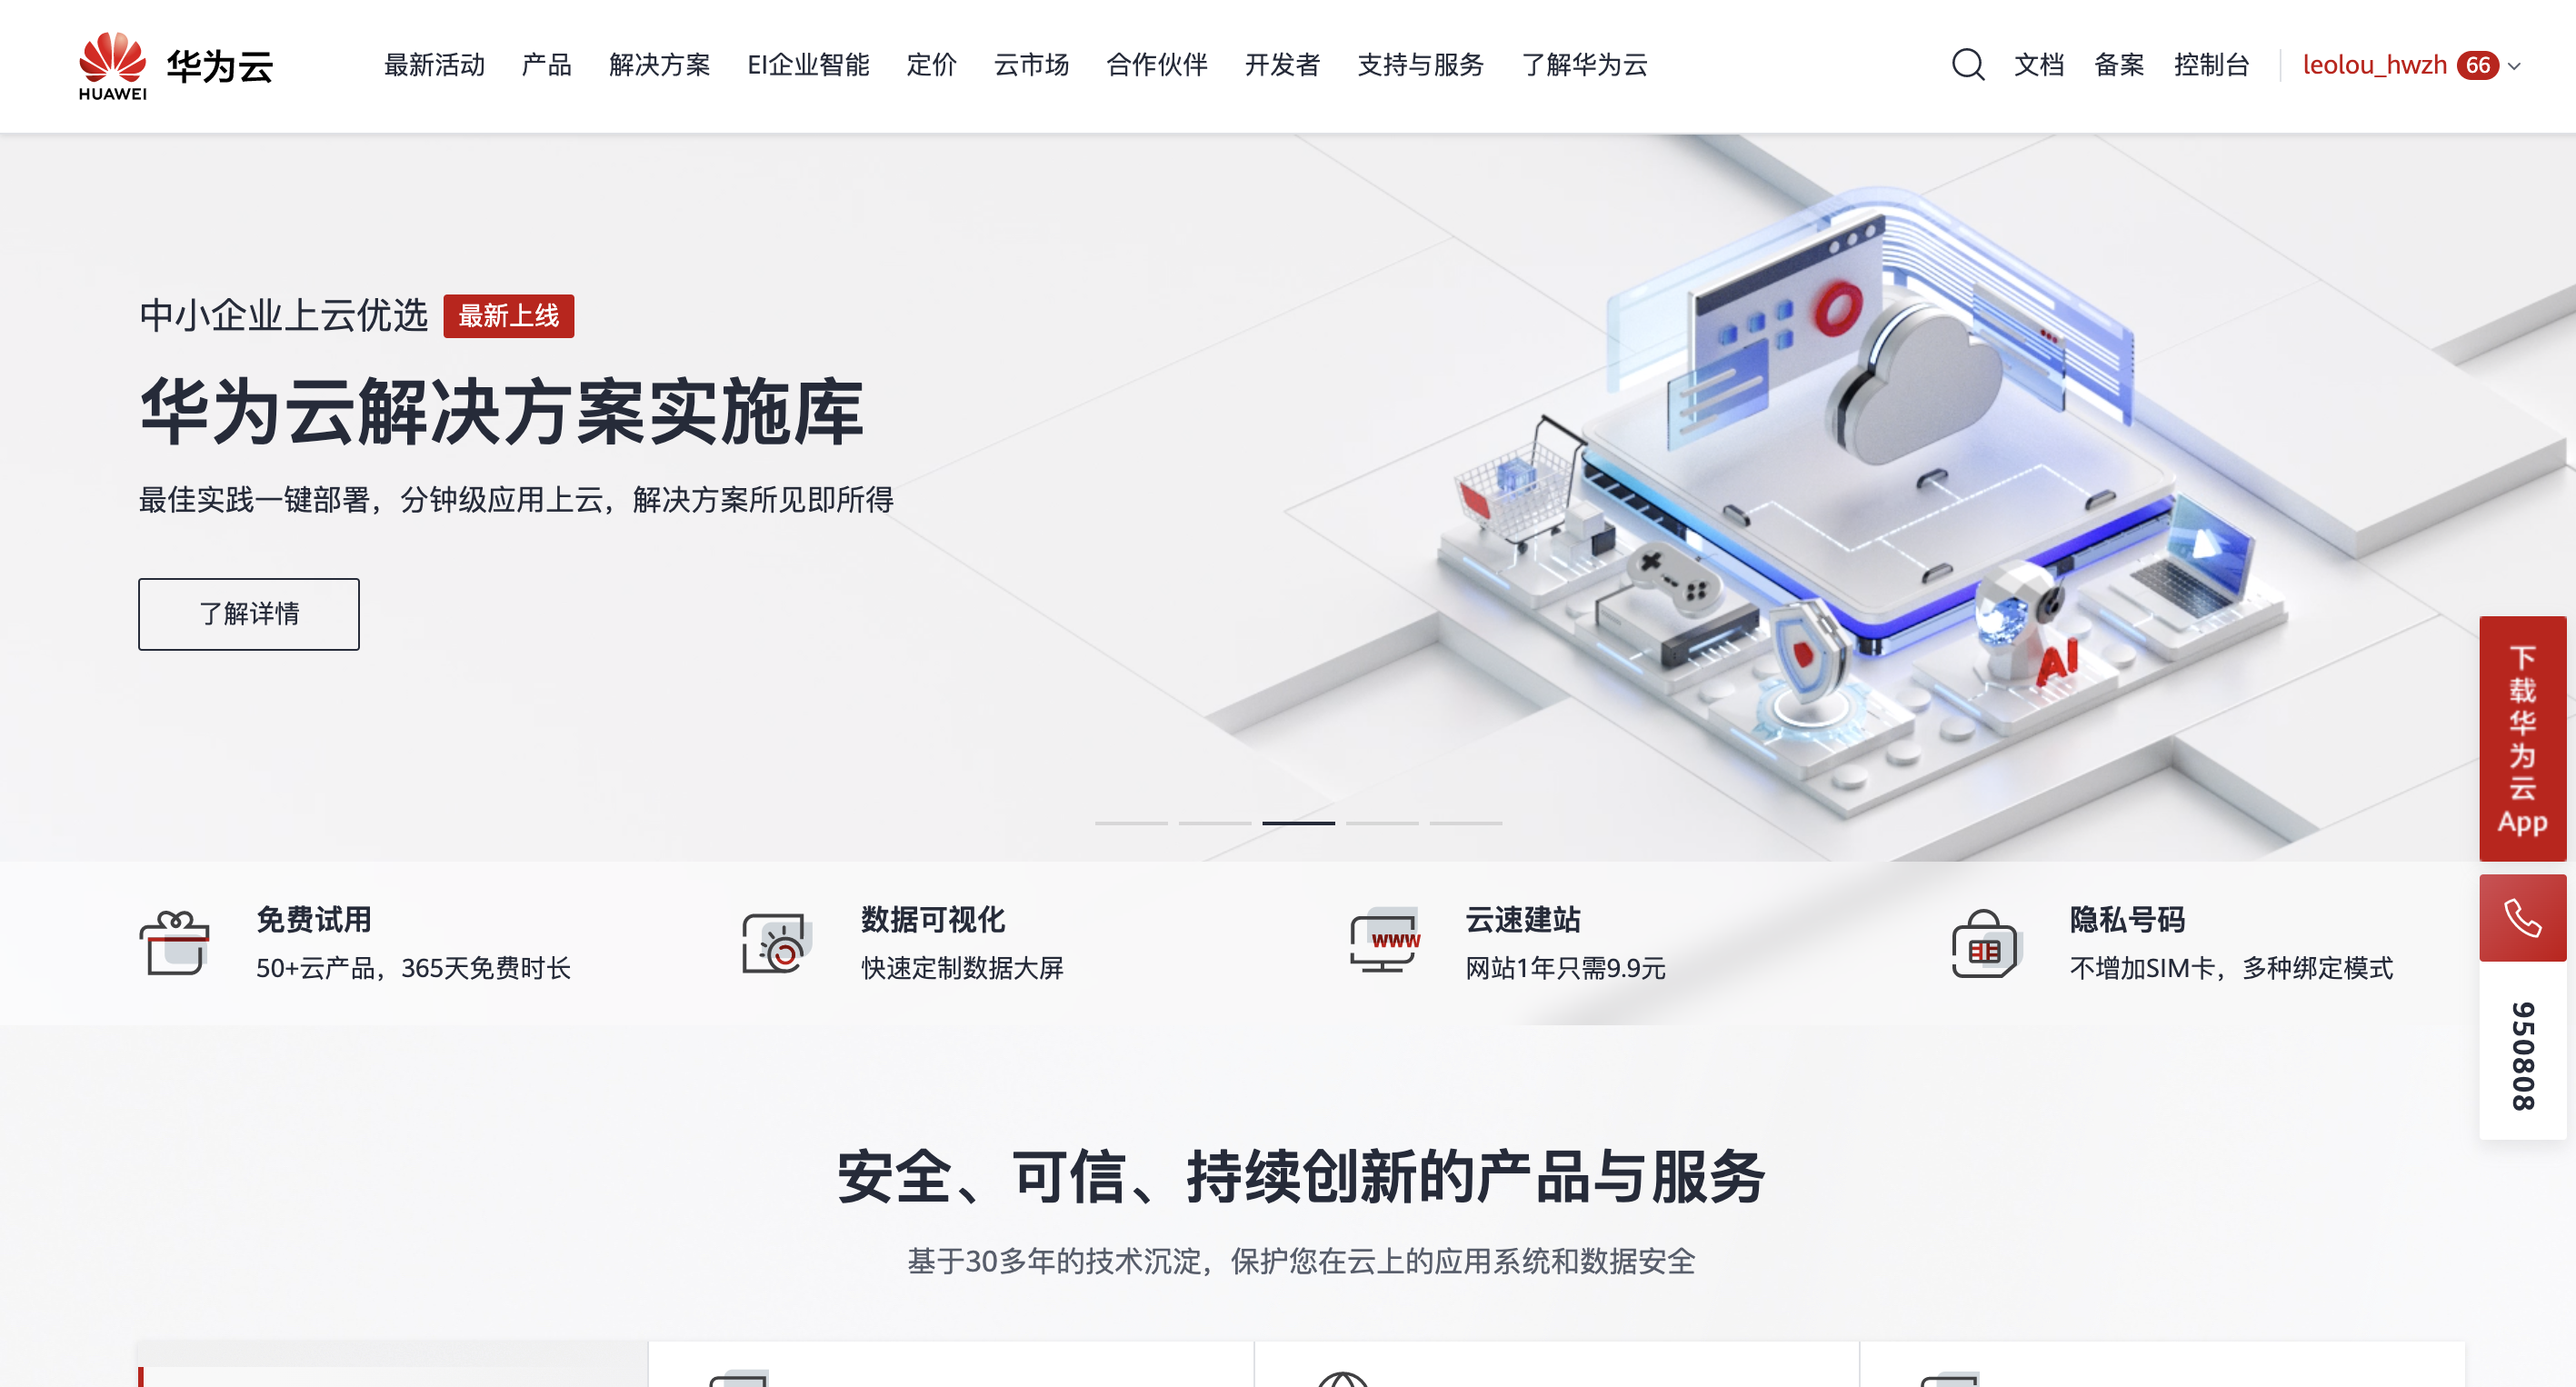 HUAWEI
华为云
最新活动 产品 解决方案 EI企业智能 定价 云市场 合作伙伴 开发者 支持与服务 了解华为云
文档 备案 控制台 leolou_hwzh 66
中小企业上云优选 最新上线
华为云解决方案实施库
最佳实践一键部署，分钟级应用上云，解决方案所见即所得
了解详情
AI
下载华为云App
950808
免费试用
50+云产品，365天免费时长
数据可视化
快速定制数据大屏
www
云速建站
网站1年只需9.9元
隐私号码
不增加SIM卡，多种绑定模式
安全、可信、持续创新的产品与服务
基于30多年的技术沉淀，保护您在云上的应用系统和数据安全